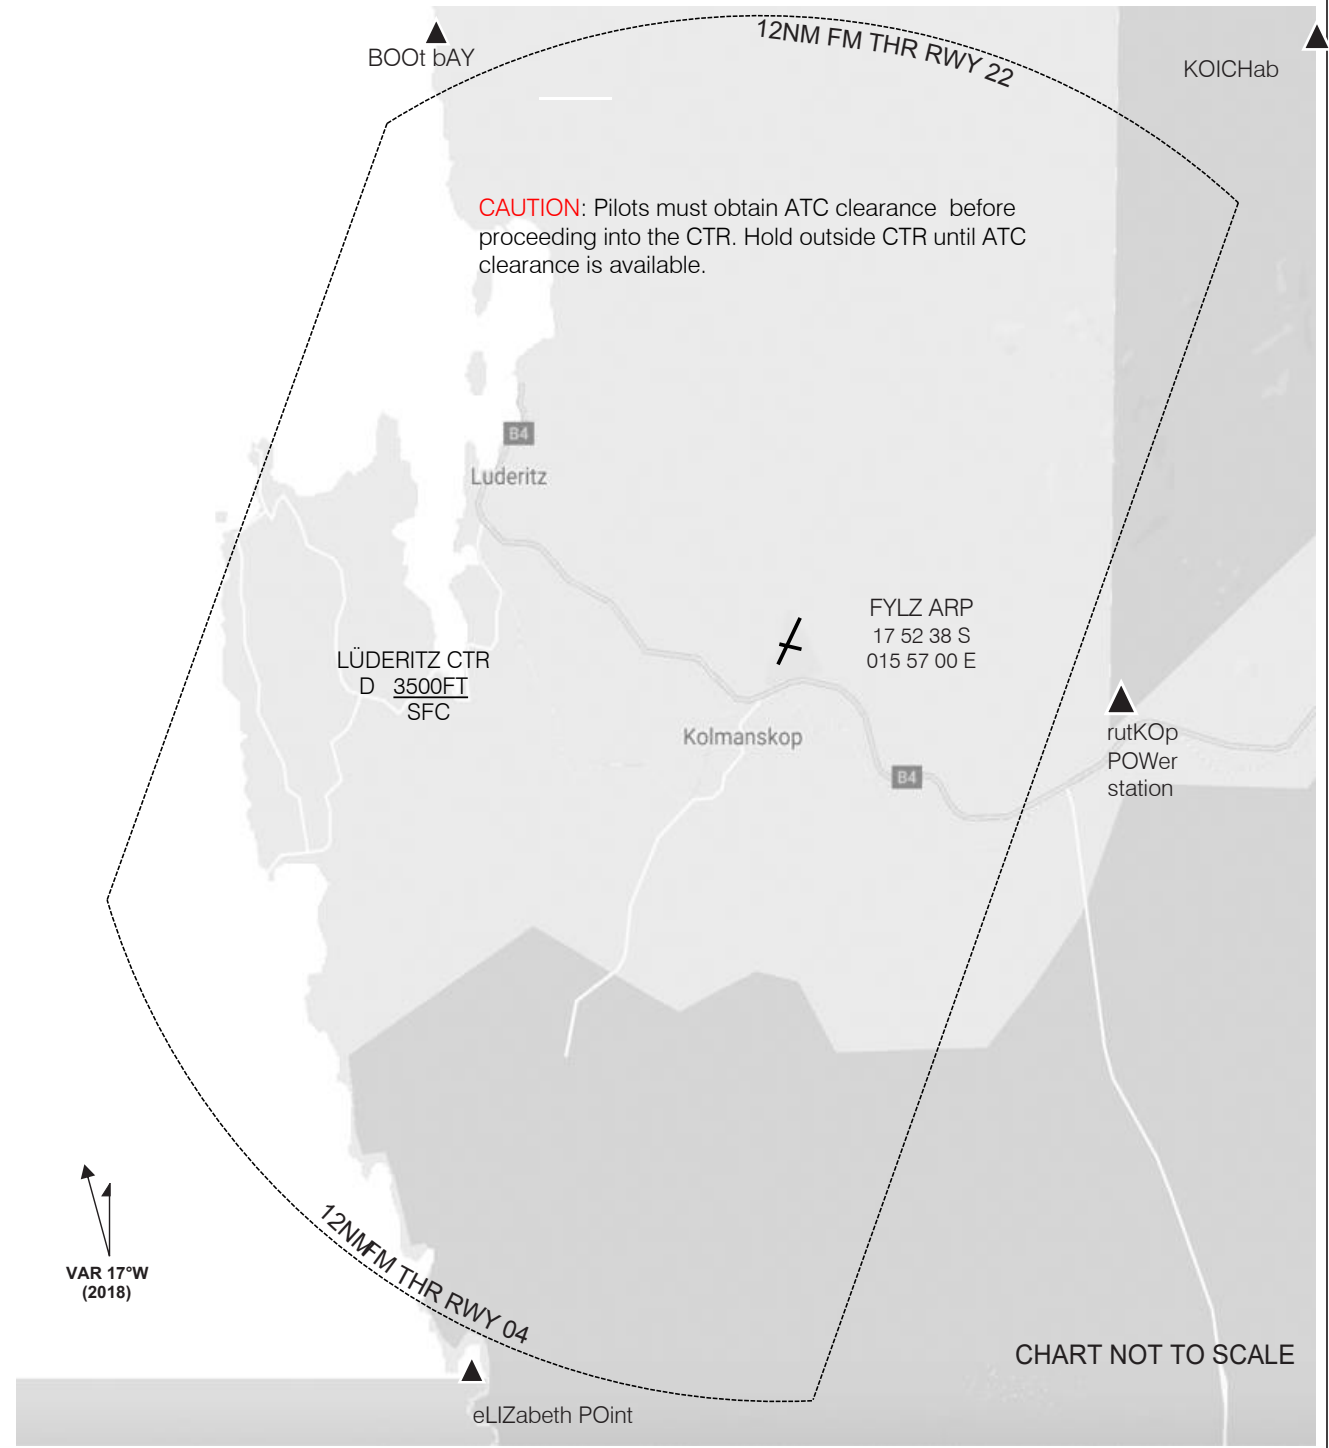 BOOt bAY
12NM FM THR RWY 22
KOICHab
CAUTION: Pilots must obtain ATC clearance before
proceeding into the CTR. Hold outside CTR until ATC
clearance is available.
B4
Luderitz
FYLZ ARP
17 52 38 S
015 57 00 E
LÜDERITZ CTR
D 3500FT
SFC
Kolmanskop
rutKOp
POWer
station
B4
12NM FM THR RWY 04
VAR 17°W
(2018)
CHART NOT TO SCALE
eLIZabeth POint